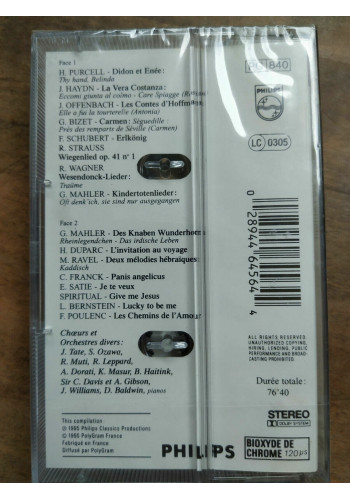 Face 1
H. PURCELL - Didon et Enée:
Thy hand, Belinda
J. HAYDN - La Vera Costanza:
Eccomi giunta al colmo - Care Spiagge
J. OFFENBACH - Les Contes d'Hoffmann
Elle a fui la tourterelle (Antonia)
G. BIZET - Carmen: Séguedille
Près des remparts de Séville (Carmen)
F. SCHUBERT - Erlkönig
R. STRAUSS
Wiegenlied op. 41 n° 1
R. WAGNER
Wesendonck-Lieder:
Traüme
G. MAHLER - Kindertotenlieder:
Oft denk'ich, sie sind nur ausgegangen
Face 2
G. MAHLER - Des Knaben Wunderhorn
Rheinlegendchen - Das irdische Leben
H. DUPARC - L'invitation au voyage
M. RAVEL - Deux mélodies hébraïques:
Kaddisch
C. FRANCK - Panis angelicus
E. SATIE - Je te veux
SPIRITUAL - Give me Jesus
L. BERNSTEIN - Lucky to be me
F. POULENC - Les Chemins de l'Amour
Chœurs et
Orchestres divers:
J. Tate, S. Ozawa,
R. Muti, R. Leppard,
A. Dorati, K. Masur, B. Haitink,
Sir C. Davis et A. Gibson,
J. Williams, D. Baldwin, pianos
This compilation:
℗ 1995 Philips Classics Productions
© 1995 PolyGram France
Diffusé par PolyGram
PHILIPS
840
PHILIPS
LC 0305
0 28944 64564 4
ALL RIGHTS RESERVED
UNAUTHORIZED COPYING,
HIRING, LENDING, PUBLIC
PERFORMANCE AND BROAD
CASTING PROHIBITED.
Durée totale:
76'40
STEREO
DOLBY SYSTEM
BIOXYDE DE
CHROME 120µs